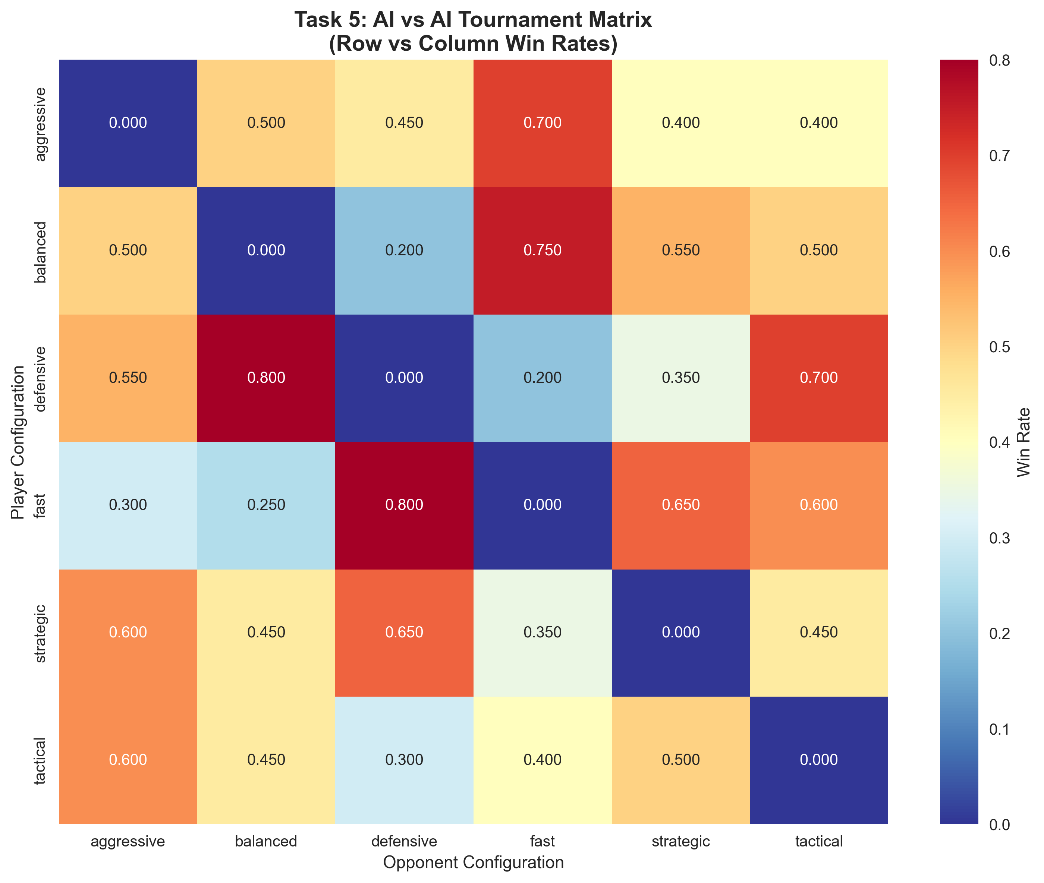 Task 5: AI vs AI Tournament Matrix
(Row vs Column Win Rates)
Player Configuration
aggressive
0.000 0.500 0.450 0.700 0.400 0.400
balanced
0.500 0.000 0.200 0.750 0.550 0.500
defensive
0.550 0.800 0.000 0.200 0.350 0.700
fast
0.300 0.250 0.800 0.000 0.650 0.600
strategic
0.600 0.450 0.650 0.350 0.000 0.450
tactical
0.600 0.450 0.300 0.400 0.500 0.000
aggressive balanced defensive fast strategic tactical
Opponent Configuration
0.8
0.7
0.6
0.5
0.4
0.3
0.2
0.1
0.0
Win Rate